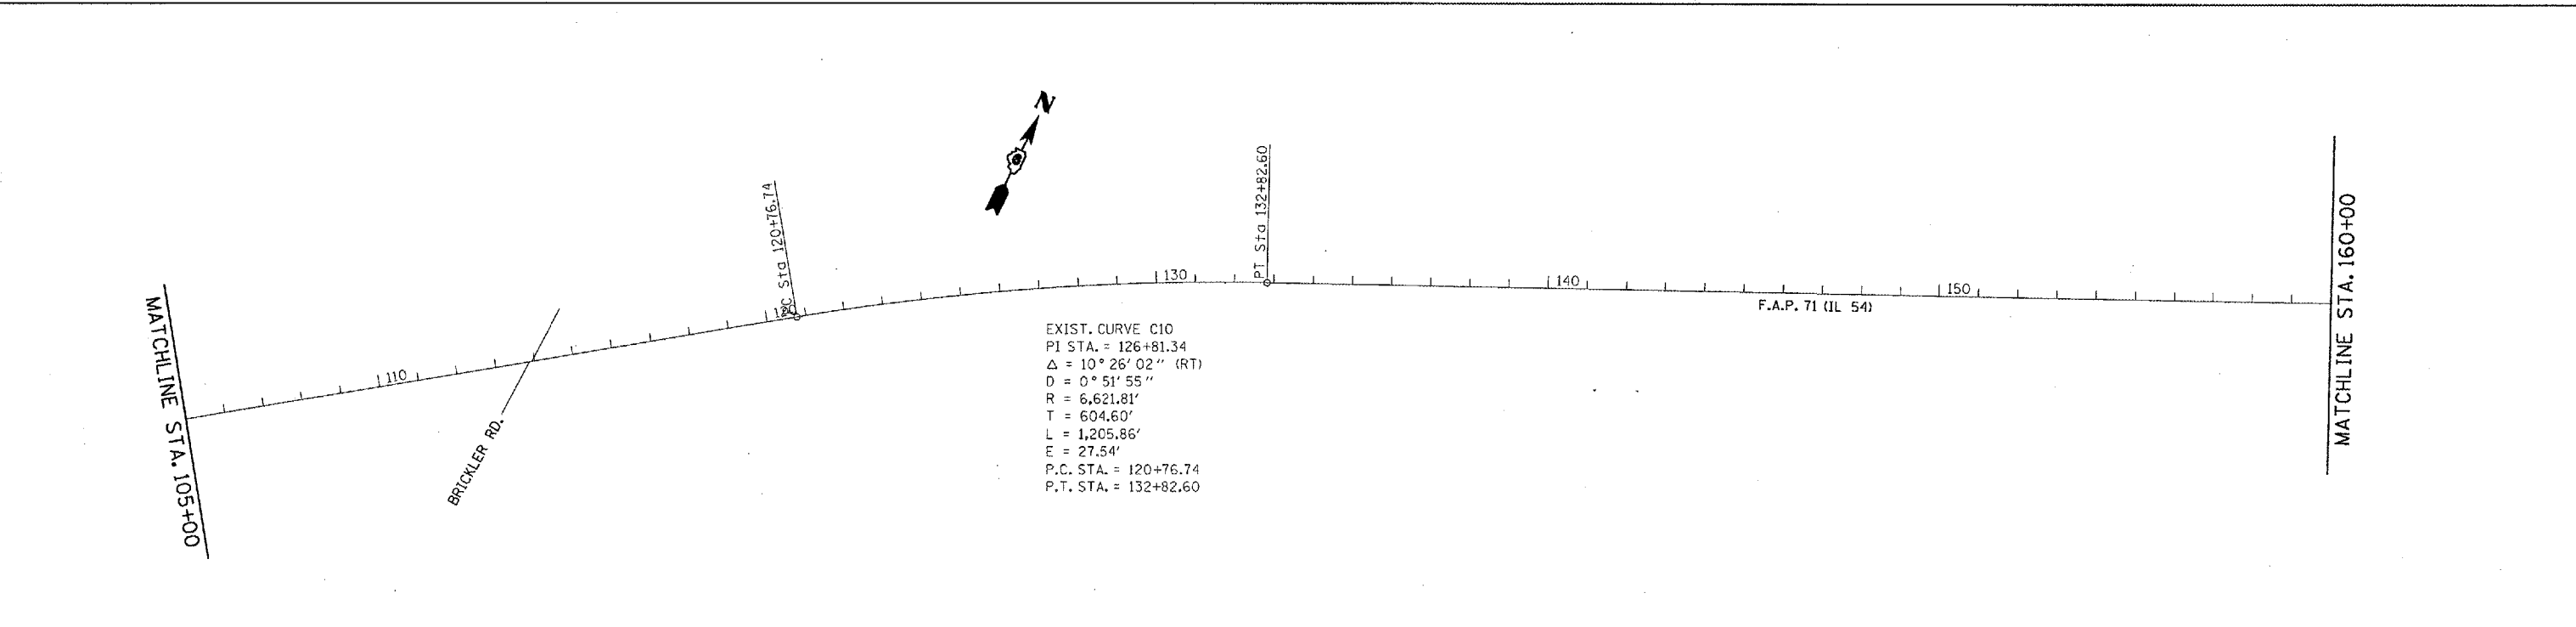 N
PC Sta 120+76.74
PT Sta 132+82.60
MATCHLINE STA. 105+00
110
120
130
140
150
MATCHLINE STA. 160+00
F.A.P. 71 (IL 54)
BRICKLER RD.
EXIST. CURVE C10
PI STA. = 126+81.34
Δ = 10° 26' 02" (RT)
D = 0° 51' 55"
R = 6,621.81'
T = 604.60'
L = 1,205.86'
E = 27.54'
P.C. STA. = 120+76.74
P.T. STA. = 132+82.60